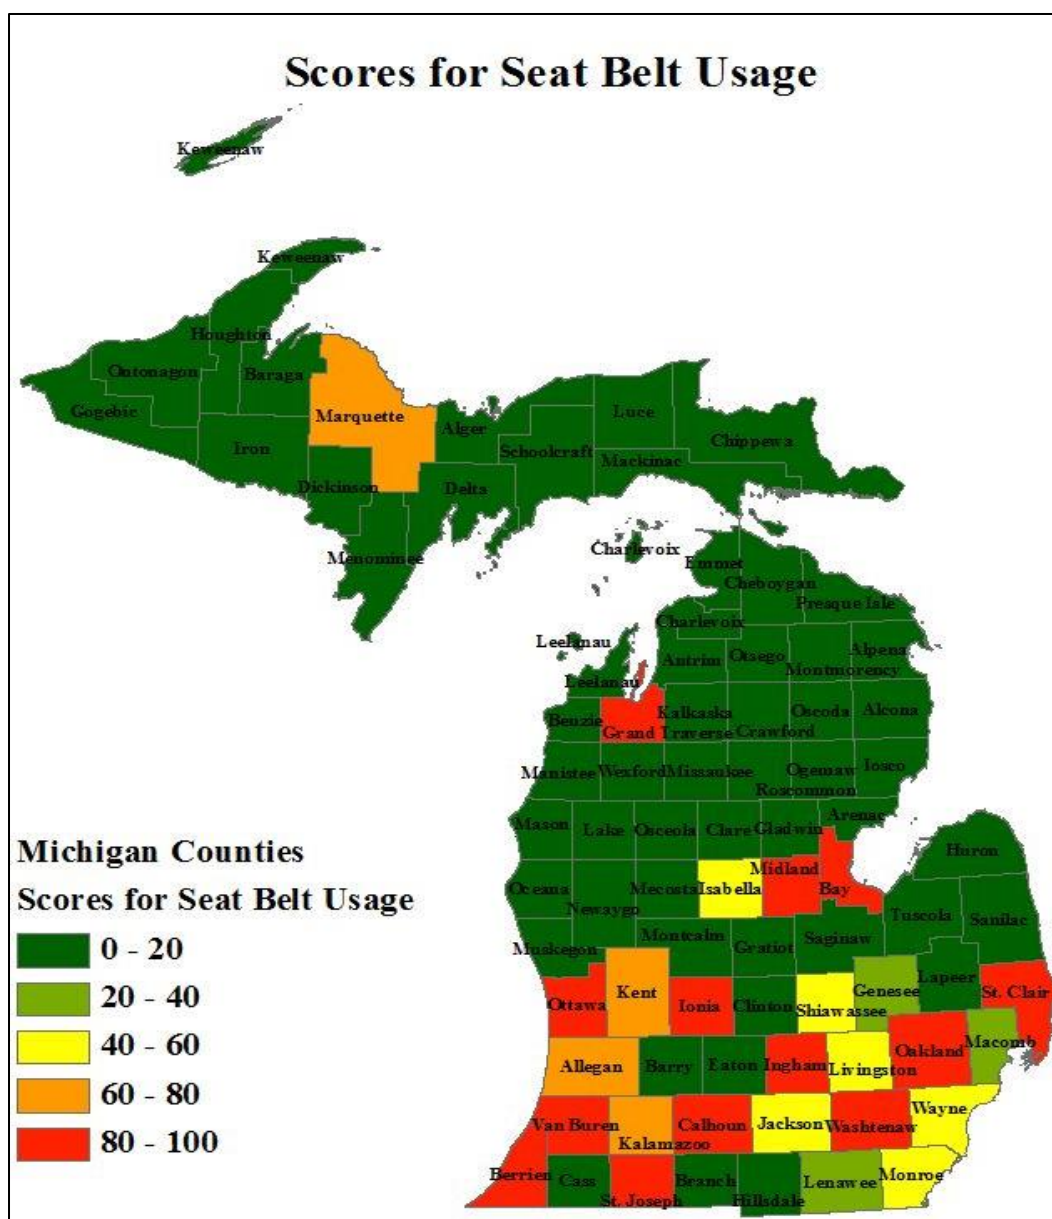 Scores for Seat Belt Usage
Keweenaw
Keweenaw
Houghton
Ontonagon
Baraga
Gogebic
Marquette
Luce
Alger
Chippewa
Iron
Schoolcraft
Mackinac
Dickinson
Delta
Menominee
Charlevoix
Emmet
Cheboygan
Presque Isle
Charlevoix
Leelanau
Alpena
Antrim
Otsego
Montmorency
Leelanau
Kalkaska
Oscoda
Alcona
Benzie
Grand Traverse
Crawford
Manistee
Wexford
Missaukee
Ogemaw
Iosco
Roscommon
Arenac
Mason
Lake
Osceola
Clare
Gladwin
Huron
Midland
Oceana
Mecosta
Isabella
Bay
Newaygo
Tuscola
Sanilac
Muskegon
Montcalm
Gratiot
Saginaw
Lapeer
Ottawa
Kent
Ionia
Clinton
Shiawassee
Genesee
St. Clair
Macomb
Allegan
Barry
Eaton
Ingham
Livingston
Oakland
Wayne
Van Buren
Kalamazoo
Calhoun
Jackson
Washtenaw
Berrien
Cass
St. Joseph
Branch
Hillsdale
Lenawee
Monroe
Michigan Counties
Scores for Seat Belt Usage
0 - 20
20 - 40
40 - 60
60 - 80
80 - 100